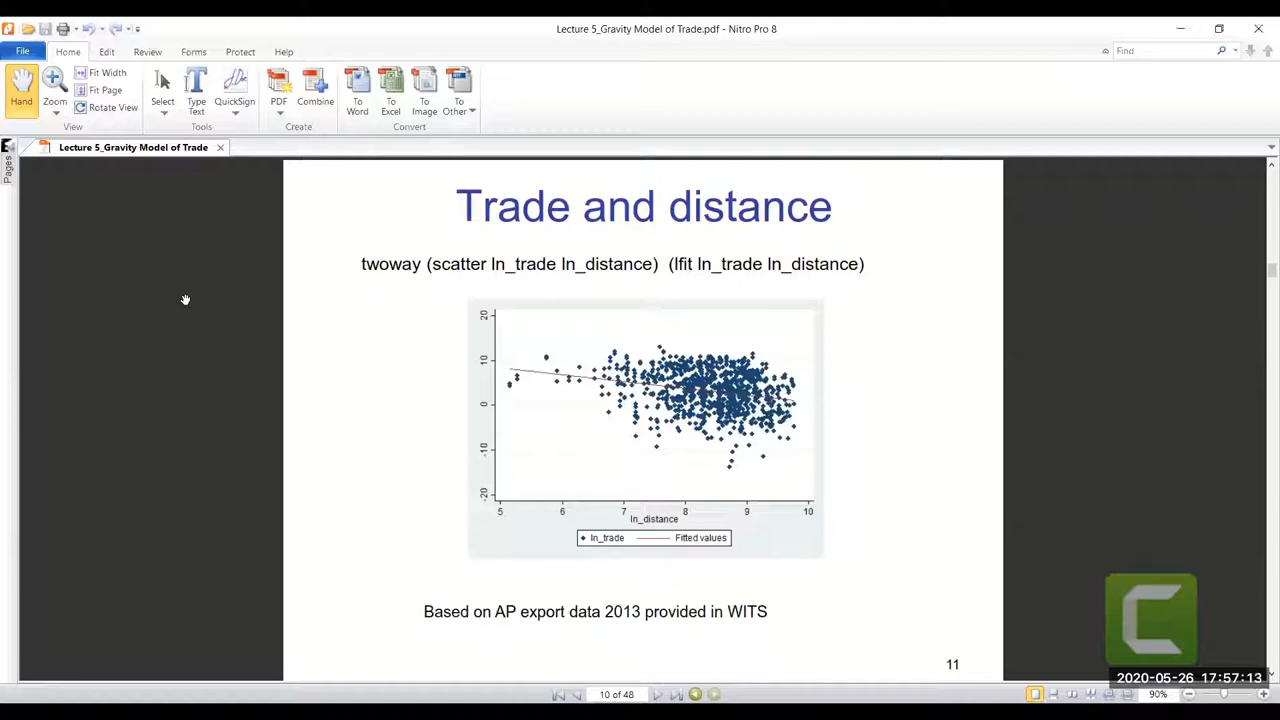 Lecture 5_Gravity Model of Trade.pdf - Nitro Pro 8
File Home Edit Review Forms Protect Help
Find
Hand
Zoom
Fit Width
Fit Page
Rotate View
View
Select
Type Text
QuickSign
Tools
PDF
Combine
Create
To Word
To Excel
To Image
To Other
Convert
Lecture 5_Gravity Model of Trade
Pages
Trade and distance
twoway (scatter ln_trade ln_distance) (lfit ln_trade ln_distance)
20
10
0
-10
-20
5 6 7 8 9 10
ln_distance
ln_trade Fitted values
Based on AP export data 2013 provided in WITS
11
2020-05-26 17:57:13
10 of 48
90%